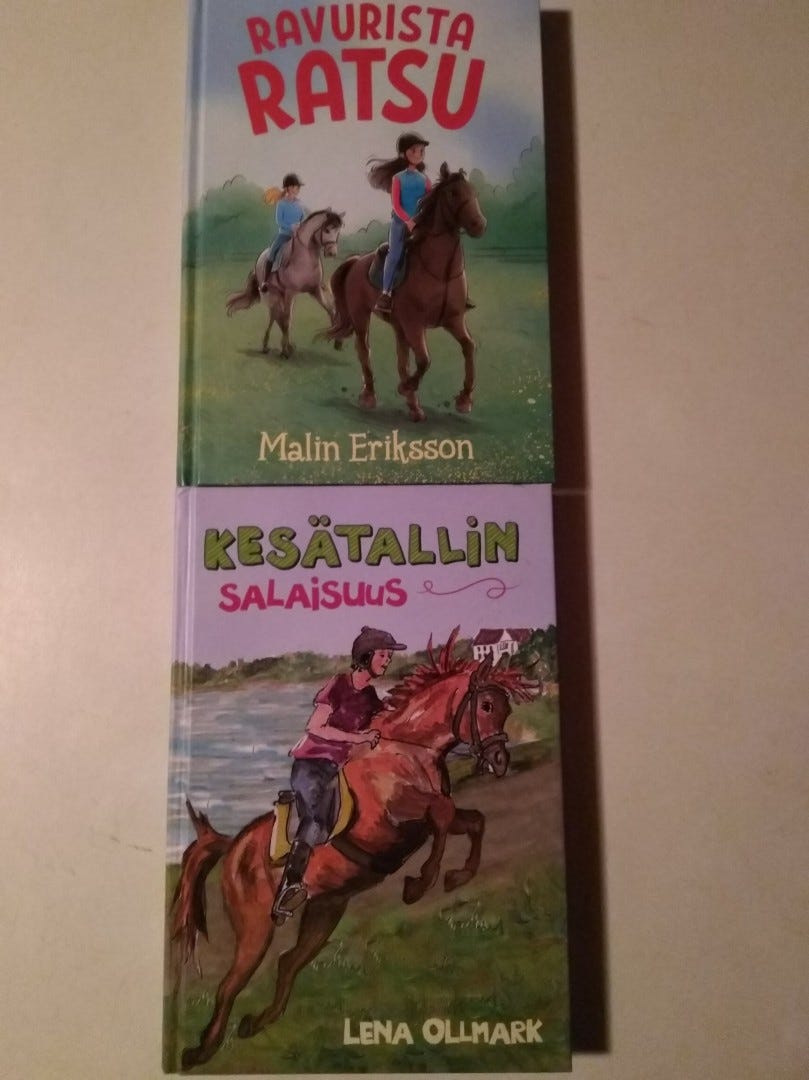 RAVURISTA
RATSU
Malin Eriksson
KESÄTALLiN
SALAiSUUS
LENA OLLMARK